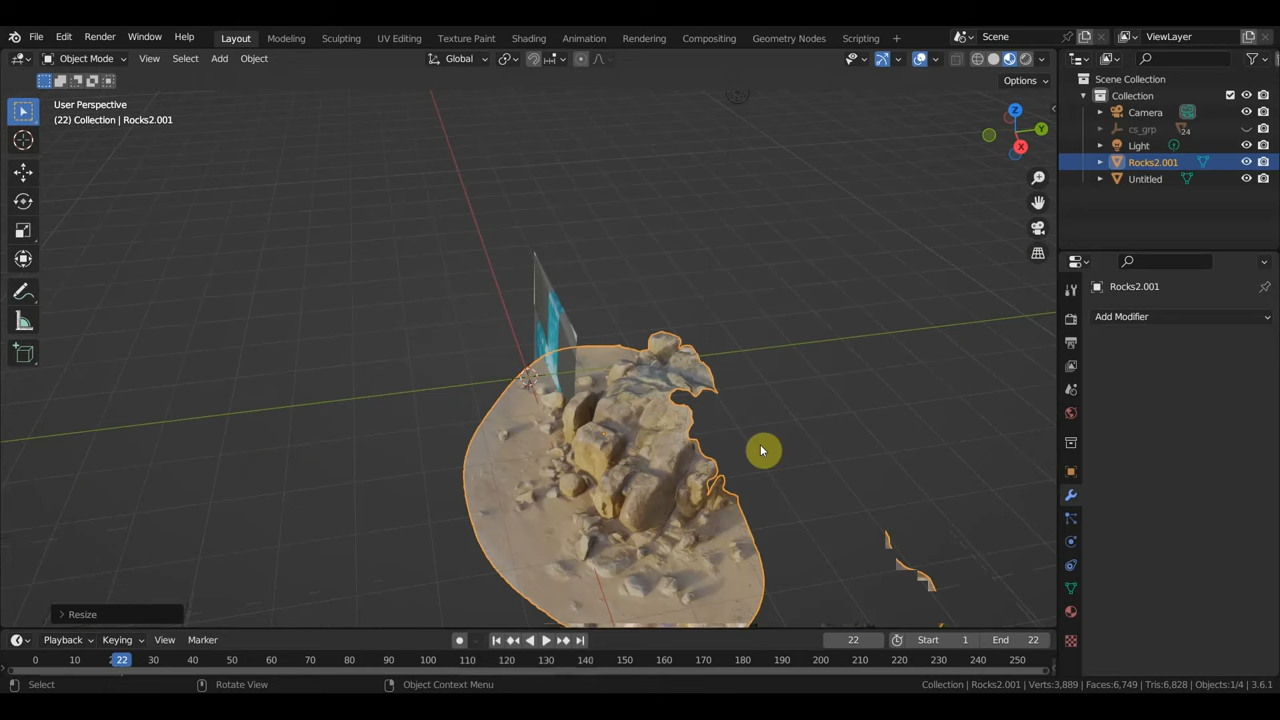 File Edit Render Window Help Layout Modeling Sculpting UV Editing Texture Paint Shading Animation Rendering Compositing Geometry Nodes Scripting + Scene ViewLayer
Object Mode View Select Add Object Global
Options
User Perspective
(22) Collection | Rocks2.001
Z
Y
X
Scene Collection
Collection
Camera
cs_grp 24
Light
Rocks2.001
Untitled
Rocks2.001
Add Modifier
> Resize
Playback Keying View Marker 22 Start 1 End 22
0 10 22 30 40 50 60 70 80 90 100 110 120 130 140 150 160 170 180 190 200 210 220 230 240 250
Select Rotate View Object Context Menu Collection | Rocks2.001 | Verts:3,889 | Faces:6,749 | Tris:6,828 | Objects:1/4 | 3.6.1